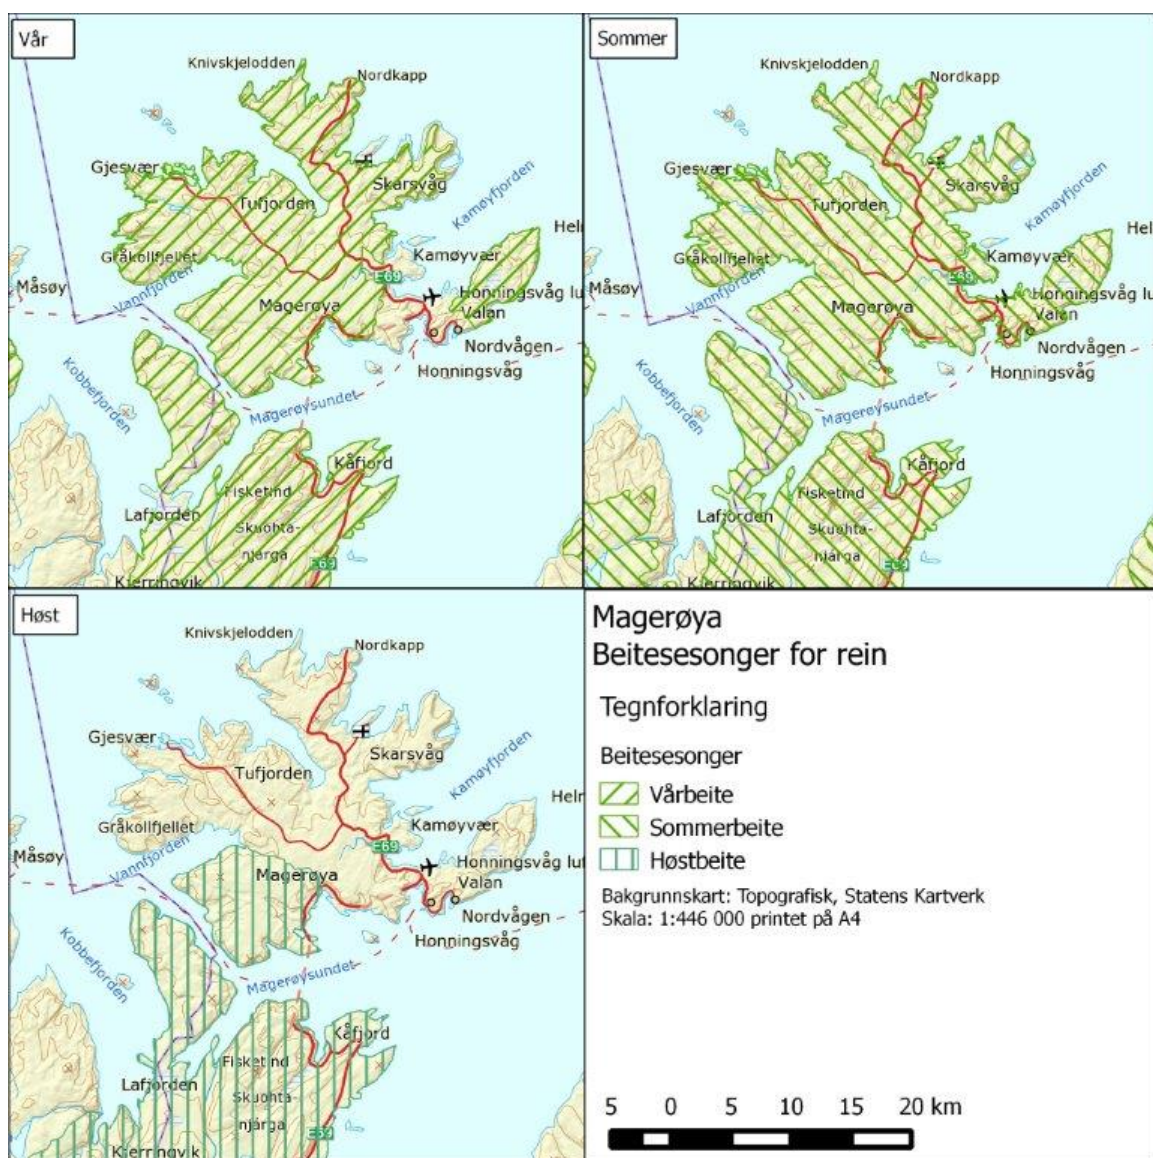 Vår
Knivskjelodden
Nordkapp
Gjesvær
Skarsvåg
Tufjorden
Kamøyfjorden
Hel
Gråkollfjellet
Kamøyvær
E69
Måsøy
Vannfjorden
Honningsvåg lu
Magerøya
Valan
Nordvågen
Kobbefjorden
Honningsvåg
Magerøysundet
Kåfjord
Fisketind
Lafjorden
Skuohta-
njárga
E69
Kjerringvik
Sommer
Knivskjelodden
Nordkapp
Gjesvær
Skarsvåg
Tufjorden
Kamøyfjorden
Hel
Gråkollfjellet
Kamøyvær
E69
Måsøy
Vannfjorden
Honningsvåg lu
Magerøya
Valan
Nordvågen
Kobbefjorden
Honningsvåg
Magerøysundet
Kåfjord
Fisketind
Lafjorden
Skuohta-
njárga
E69
Kjerringvik
Høst
Knivskjelodden
Nordkapp
Gjesvær
Skarsvåg
Tufjorden
Kamøyfjorden
Gråkollfjellet
Kamøyvær
E69
Måsøy
Vannfjorden
Honningsvåg
Magerøya
Valan
Nordvågen
Kobbefjorden
Honningsvåg
Magerøysundet
Kåfjord
Fisketind
Lafjorden
Skuohta-
njárga
E69
Kjerringvik
Magerøya
Beitesesonger for rein
Tegnforklaring
Beitesesonger
Vårbeite
Sommerbeite
Høstbeite
Bakgrunnskart: Topografisk, Statens Kartverk
Skala: 1:446 000 printet på A4
5 0 5 10 15 20 km